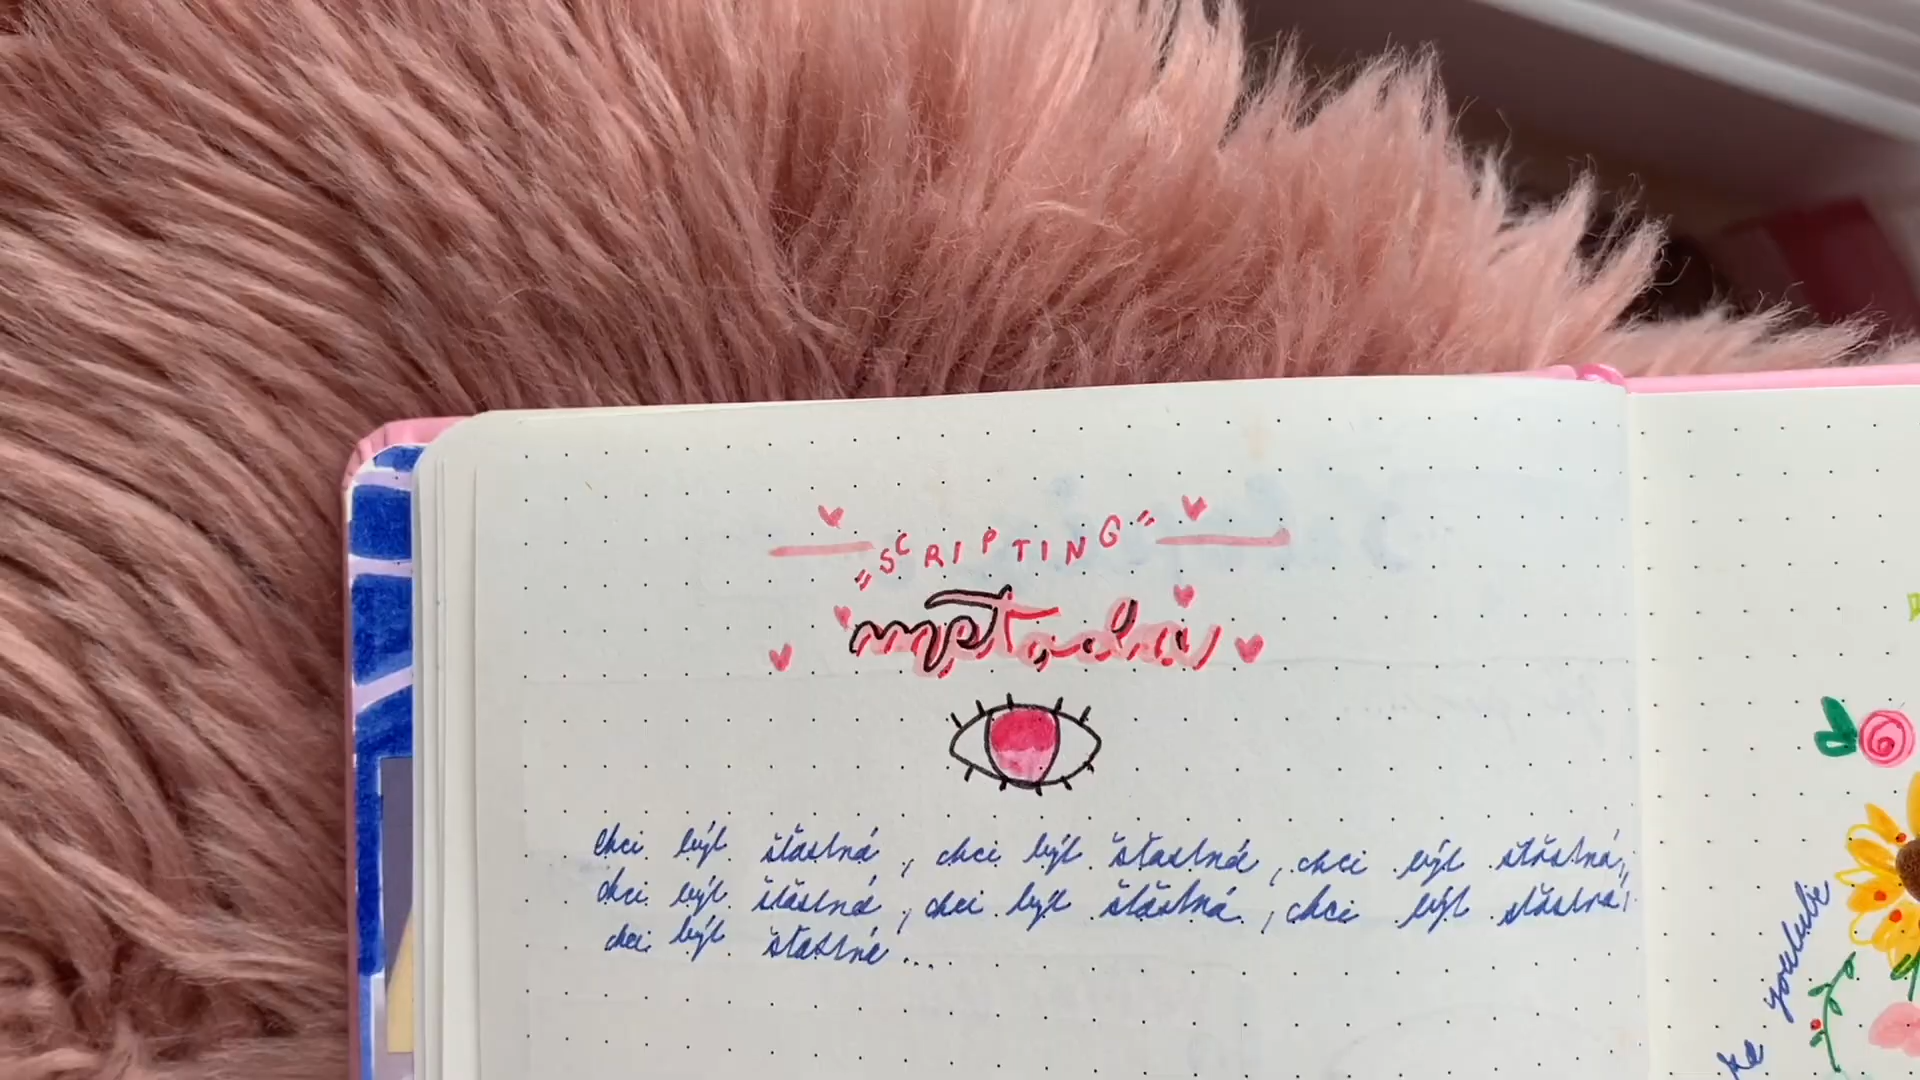 "SCRIPTING"
metoda
chci být šťastná, chci být šťastná, chci být šťastná,
chci být šťastná, chci být šťastná, chci být šťastná,
chci být šťastná...
youtube